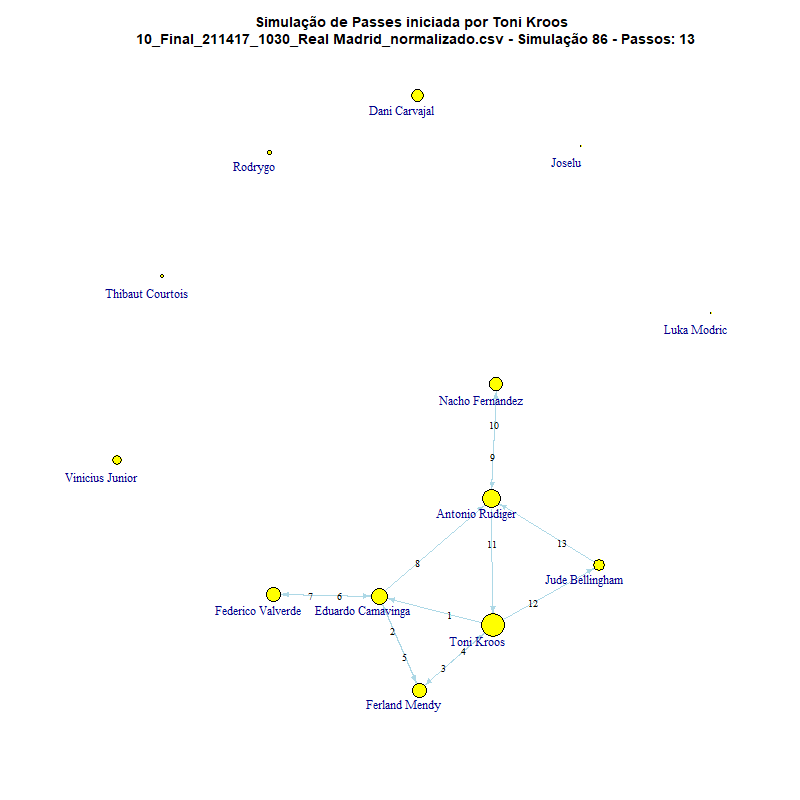 Simulação de Passes iniciada por Toni Kroos
10_Final_211417_1030_Real Madrid_normalizado.csv - Simulação 86 - Passos: 13
Dani Carvajal
Rodrygo
Joselu
Thibaut Courtois
Luka Modric
Nacho Fernandez
10
9
Vinicius Junior
Antonio Rudiger
11
13
8
Jude Bellingham
7
6
12
Federico Valverde
Eduardo Camavinga
1
2
Toni Kroos
4
5
3
Ferland Mendy